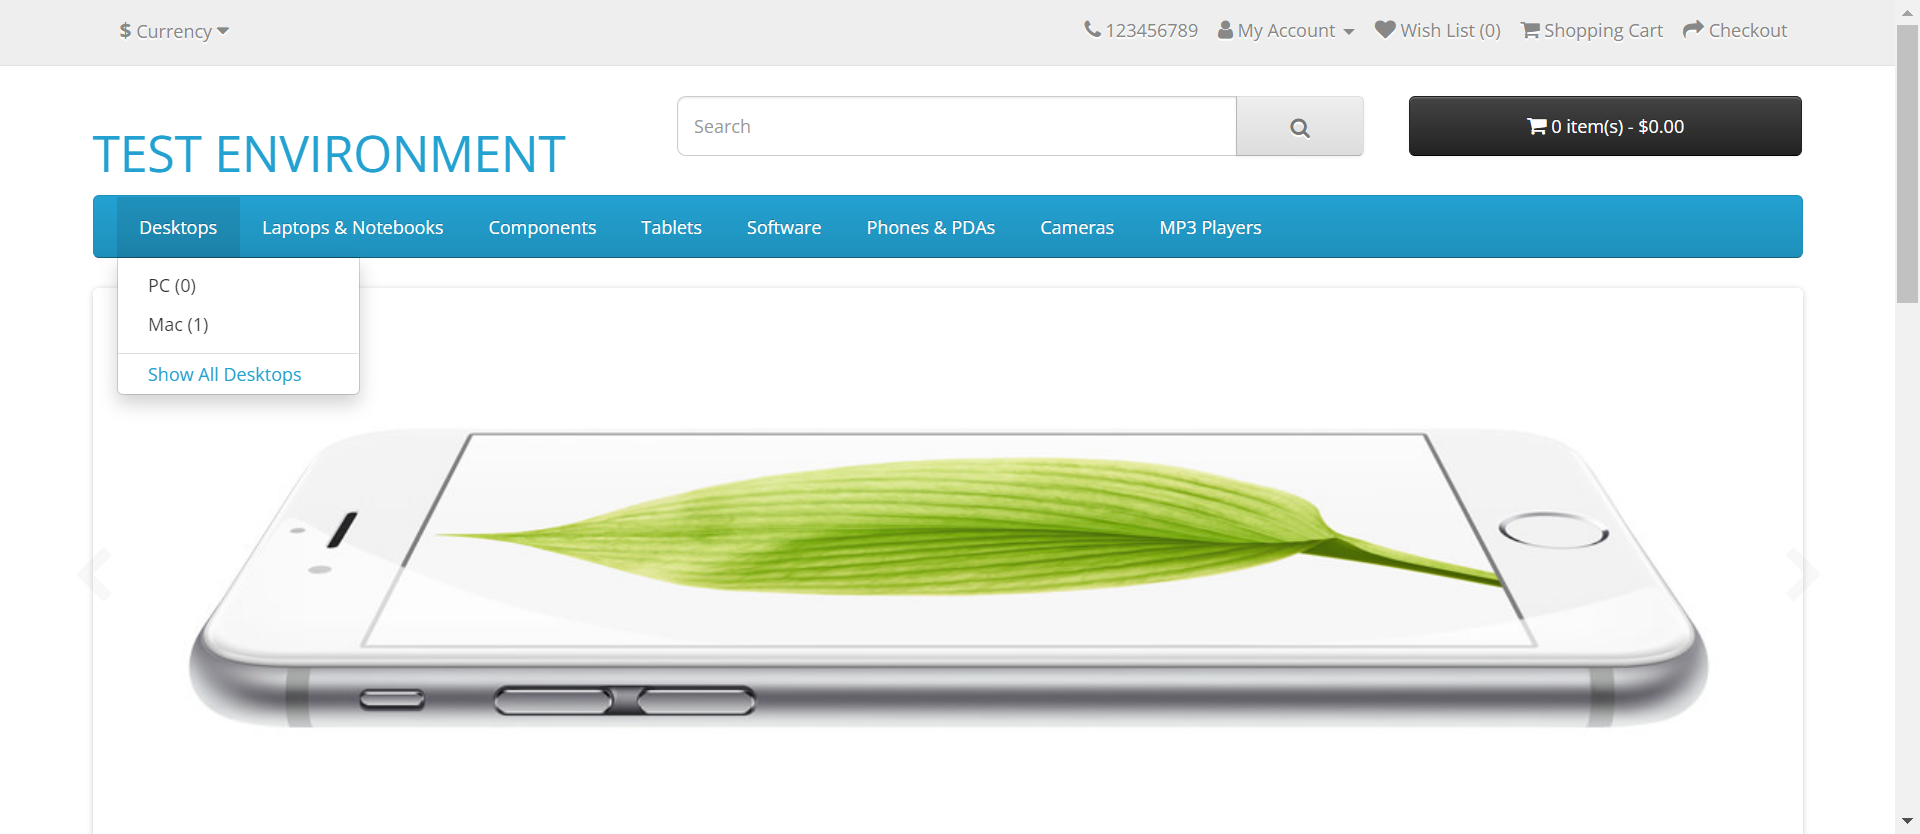 $ Currency
123456789 My Account Wish List (0) Shopping Cart Checkout
TEST ENVIRONMENT
Search
0 item(s) - $0.00
Desktops Laptops & Notebooks Components Tablets Software Phones & PDAs Cameras MP3 Players
PC (0)
Mac (1)
Show All Desktops